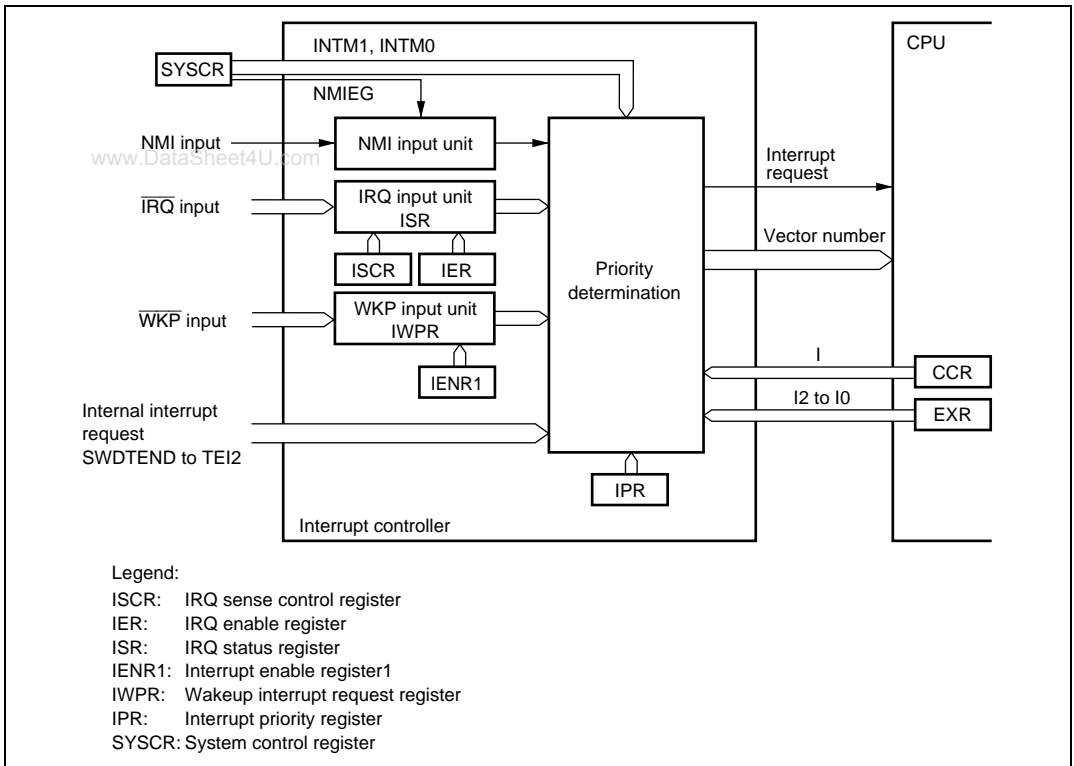 INTM1, INTM0
CPU
SYSCR
NMIEG
NMI input
NMI input unit
www.DataSheet4U.com
Interrupt
request
IRQ input
IRQ input unit
ISR
Vector number
ISCR
IER
Priority
determination
WKP input
WKP input unit
IWPR
I
CCR
IENR1
I2 to I0
EXR
Internal interrupt
request
SWDTEND to TEI2
IPR
Interrupt controller
Legend:
ISCR: IRQ sense control register
IER: IRQ enable register
ISR: IRQ status register
IENR1: Interrupt enable register1
IWPR: Wakeup interrupt request register
IPR: Interrupt priority register
SYSCR: System control register